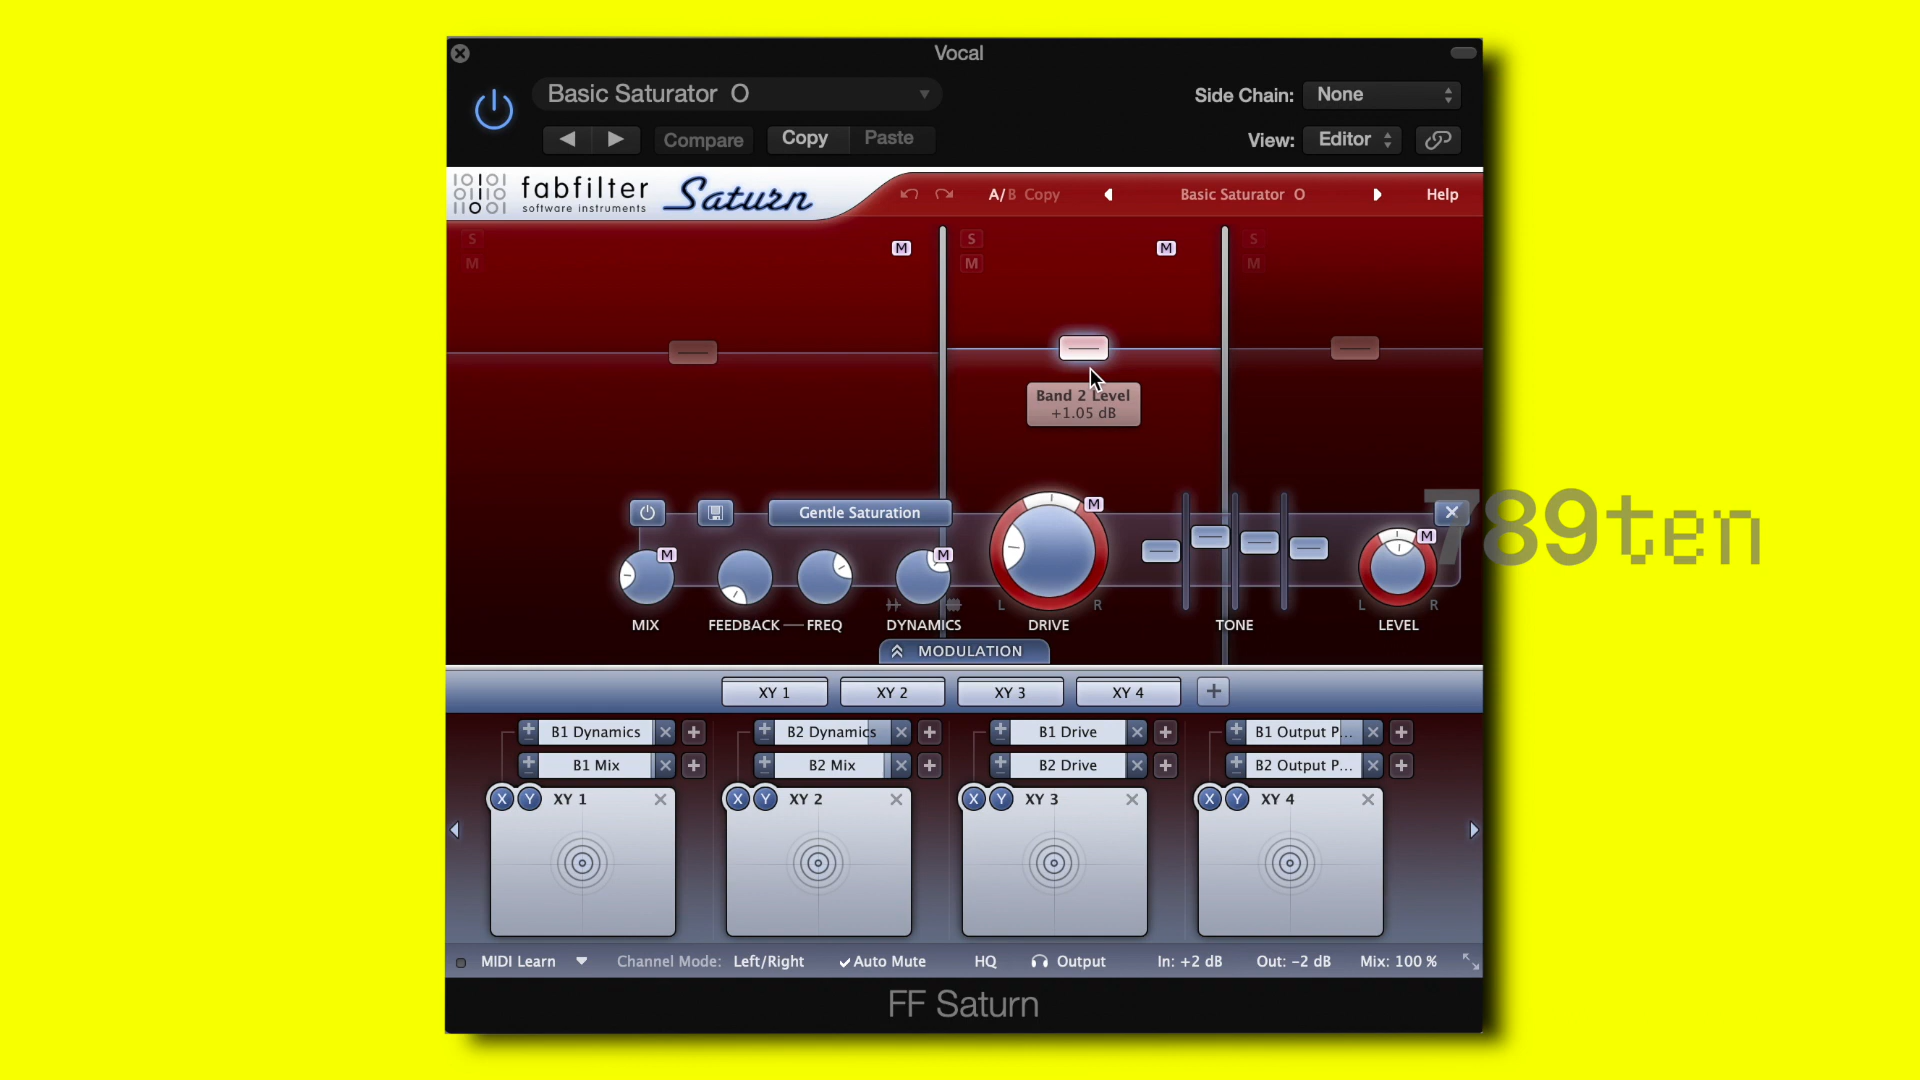 Vocal
Basic Saturator O
Side Chain: None
Compare Copy Paste
View: Editor
fabfilter Saturn
software instruments
A/B Copy
Basic Saturator O
Help
S M
M
S M
M
S M
Band 2 Level
+1.05 dB
Gentle Saturation
M
M
M
M
L R
L R
MIX FEEDBACK FREQ DYNAMICS DRIVE TONE LEVEL
MODULATION
789ten
XY 1 XY 2 XY 3 XY 4 +
B1 Dynamics B2 Dynamics B1 Drive B1 Output P...
B1 Mix B2 Mix B2 Drive B2 Output P...
X Y XY 1 X Y XY 2 X Y XY 3 X Y XY 4
MIDI Learn Channel Mode: Left/Right Auto Mute HQ Output In: +2 dB Out: -2 dB Mix: 100 %
FF Saturn